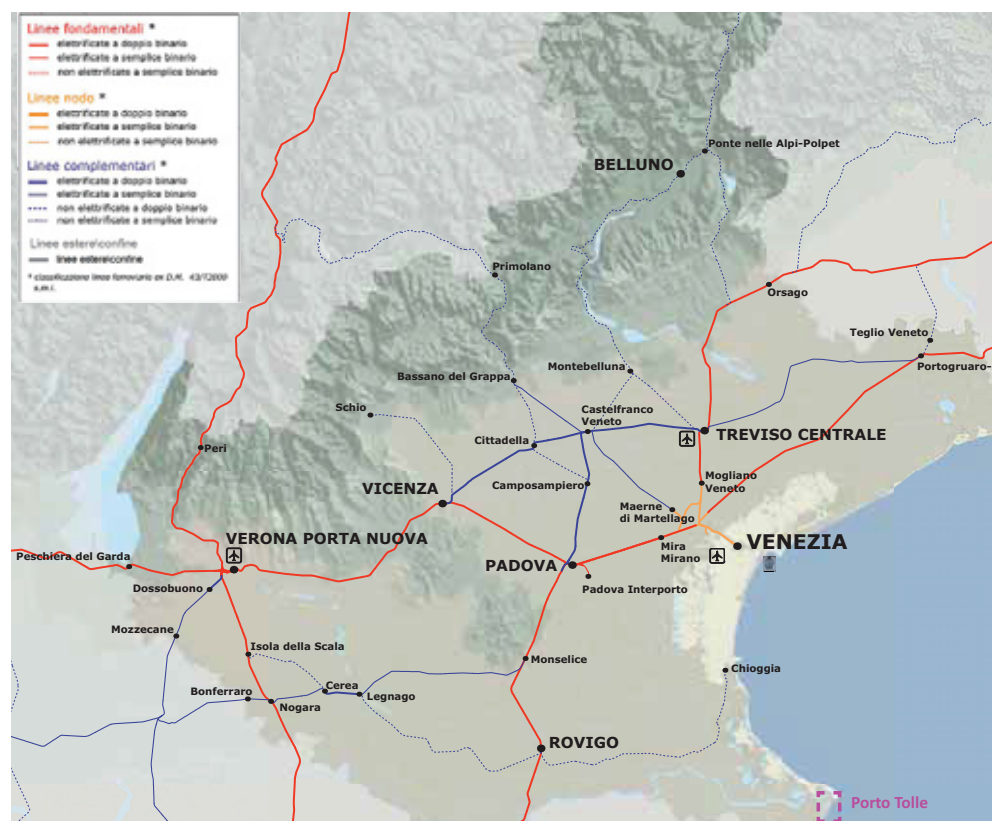 Linee fondamentali *
elettrificate a doppio binario
elettrificate a semplice binario
non elettrificate a semplice binario
Linee nodo *
elettrificate a doppio binario
elettrificate a semplice binario
non elettrificate a semplice binario
Linee complementari *
elettrificate a doppio binario
elettrificate a semplice binario
non elettrificate a doppio binario
non elettrificate a semplice binario
Linee estere\confine
linee estere\confine
* classificazione linee ferroviarie ex D.M.
s.m.i.
Ponte nelle Alpi-Polpet
BELLUNO
Primolano
Orsago
Teglio Veneto
Portogruaro-
Montebelluna
Bassano del Grappa
Schio
Castelfranco
Veneto
TREVISO CENTRALE
Cittadella
Peri
Mogliano
Veneto
Camposampiero
VICENZA
Maerne
di Martellago
VERONA PORTA NUOVA
VENEZIA
Mira
Mirano
Peschiera del Garda
PADOVA
Padova Interporto
Dossobuono
Mozzecane
Isola della Scala
Monselice
Chioggia
Cerea
Bonferraro
Legnago
Nogara
ROVIGO
Porto Tolle